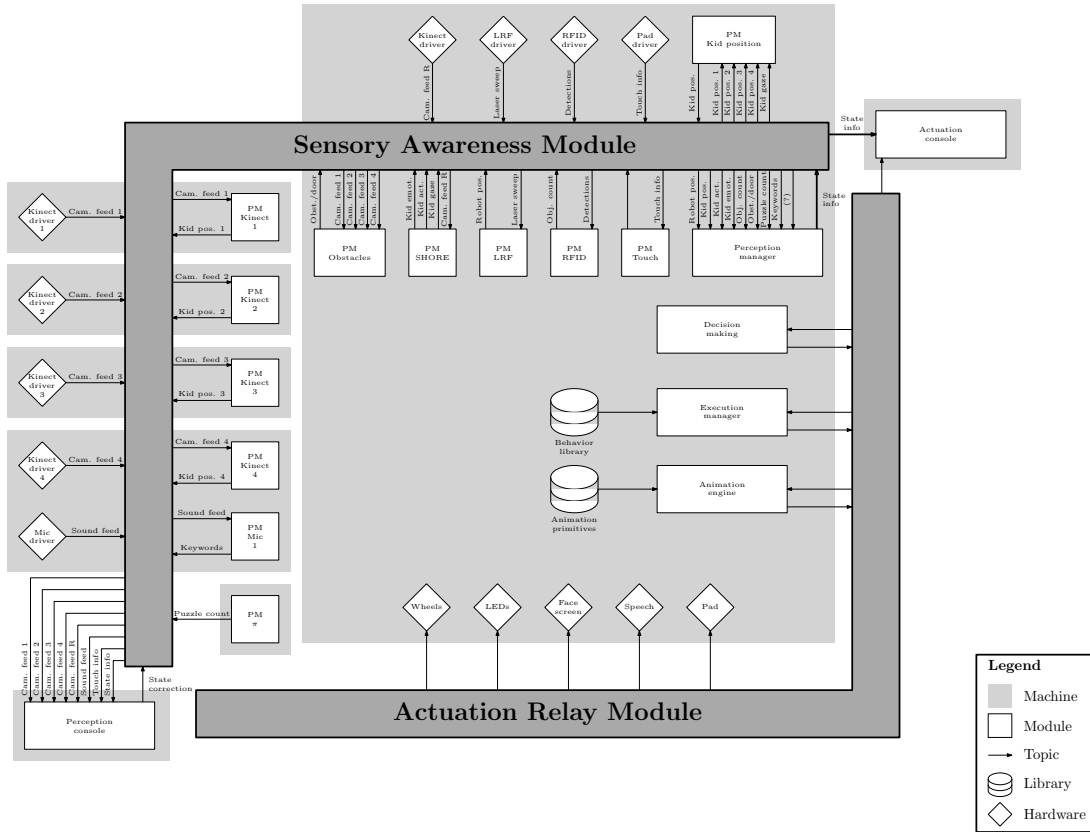 Kinect
driver
LRF
driver
RFID
driver
Pad
driver
PM
Kid position
Cam. feed R
Laser sweep
Detections
Touch info
Kid pos.
Kid pos. 1
Kid pos. 2
Kid pos. 3
Kid pos. 4
Kid gaze
Sensory Awareness Module
State
info
Actuation
console
Obst./door
Cam. feed 1
Cam. feed 2
Cam. feed 3
Cam. feed 4
Kid emot.
Kid act.
Kid gaze
Cam. feed R
Robot pos.
Laser sweep
Obj. count
Detections
Touch info
Robot pos.
Kid pos.
Kid act.
Kid emot.
Obj. count
Obst./door
Puzzle count
Keywords
(?)
State
info
PM
Obstacles
PM
SHORE
PM
LRF
PM
RFID
PM
Touch
Perception
manager
Kinect
driver
1
Cam. feed 1
Cam. feed 1
Kid pos. 1
PM
Kinect
1
Kinect
driver
2
Cam. feed 2
Cam. feed 2
Kid pos. 2
PM
Kinect
2
Kinect
driver
3
Cam. feed 3
Cam. feed 3
Kid pos. 3
PM
Kinect
3
Kinect
driver
4
Cam. feed 4
Cam. feed 4
Kid pos. 4
PM
Kinect
4
Mic
driver
Sound feed
Sound feed
Keywords
PM
Mic
1
Puzzle count
PM
#
Decision
making
Behavior
library
Execution
manager
Animation
primitives
Animation
engine
Wheels
LEDs
Face
screen
Speech
Pad
Cam. feed 1
Cam. feed 2
Cam. feed 3
Cam. feed 4
Cam. feed R
Sound feed
Touch info
State info
State
correction
Perception
console
Actuation Relay Module
Legend
Machine
Module
Topic
Library
Hardware